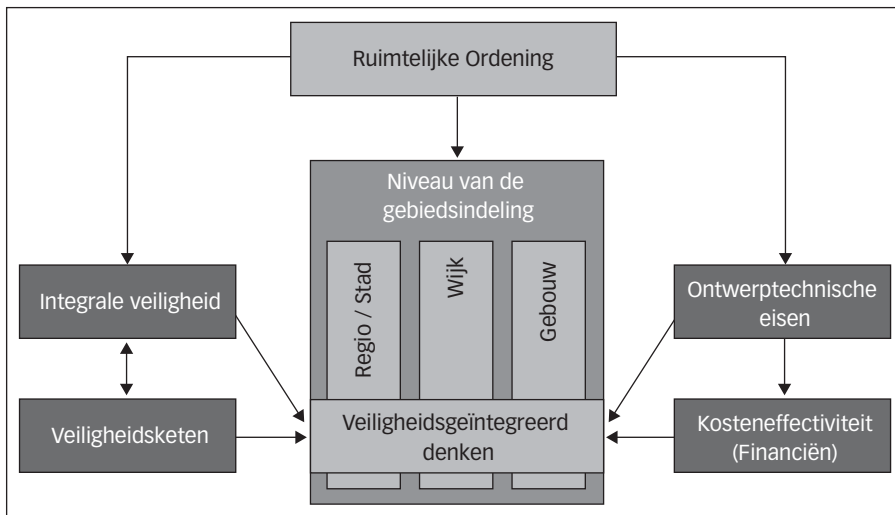 Ruimtelijke Ordening
Niveau van de
gebiedsindeling
Regio / Stad
Wijk
Gebouw
Integrale veiligheid
Ontwerptechnische
eisen
Veiligheidsketen
Veiligheidsgeïntegreerd
denken
Kosteneffectiviteit
(Financiën)